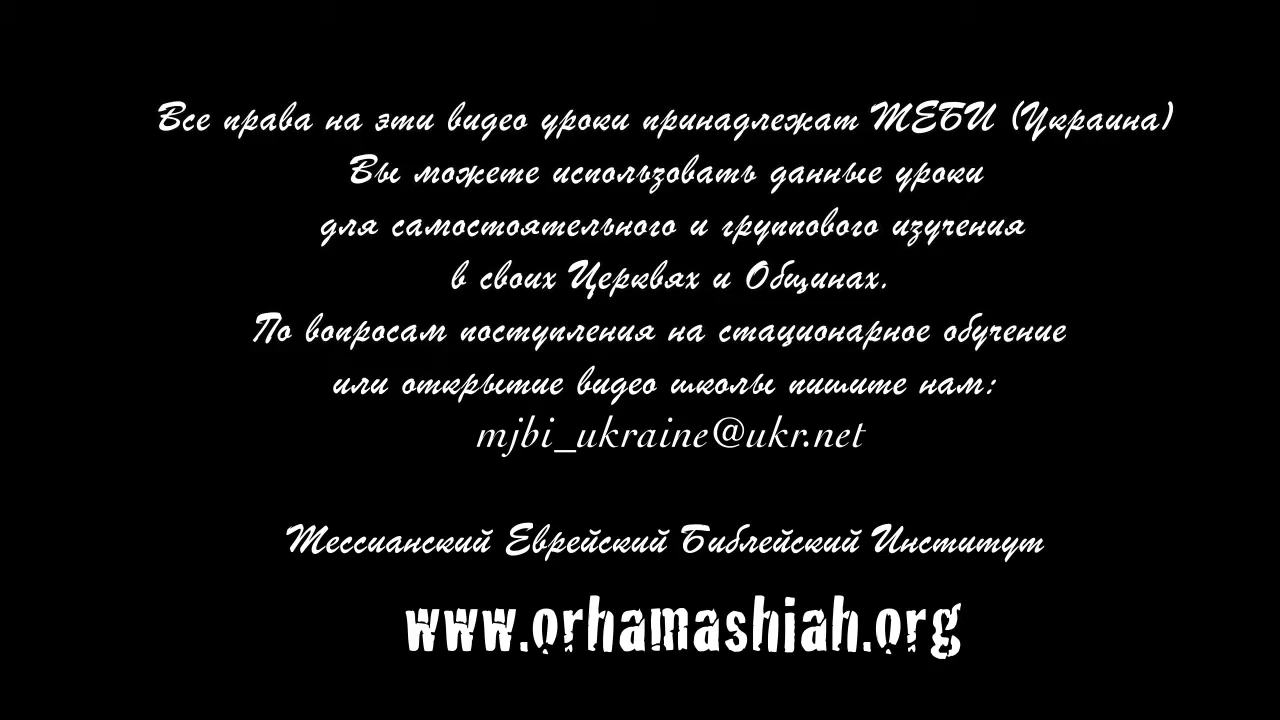 Все права на эти видео уроки принадлежат МЕБИ (Украина)
Вы можете использовать данные уроки
для самостоятельного и группового изучения
в своих Церквях и Общинах.
По вопросам поступления на стационарное обучение
или открытие видео школы пишите нам:
mjbi_ukraine@ukr.net
Мессианский Еврейский Библейский Институт
www.orhamashiah.org